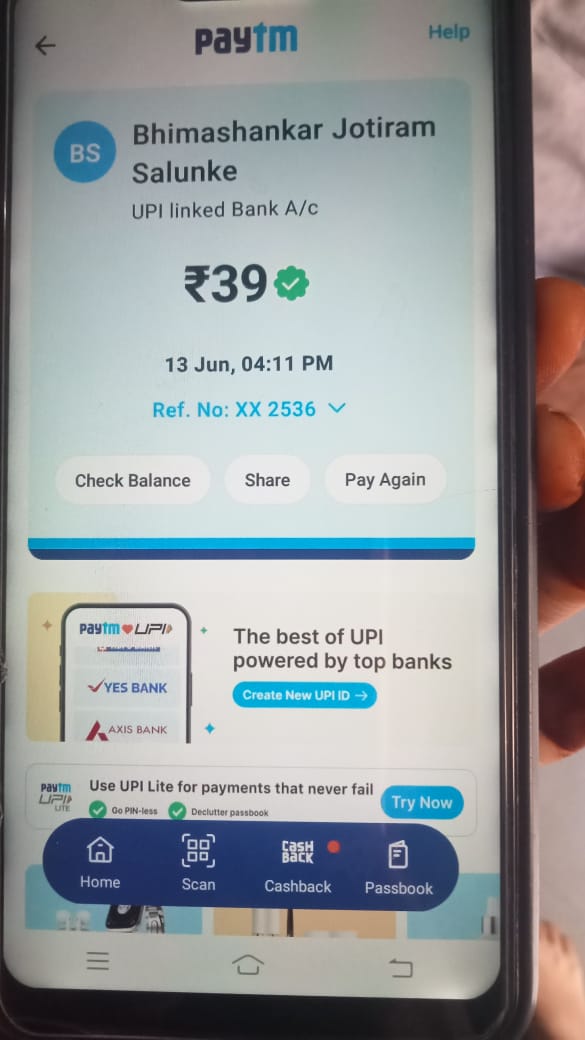 paytm
Help
BS
Bhimashankar Jotiram
Salunke
UPI linked Bank A/c
₹39
13 Jun, 04:11 PM
Ref. No: XX 2536
Check Balance
Share
Pay Again
paytm UPI
YES BANK
AXIS BANK
The best of UPI
powered by top banks
Create New UPI ID →
paytm
UPI
LITE
Use UPI Lite for payments that never fail
Go PIN-less
Declutter passbook
Try Now
Home
Scan
CASH
BACK
Cashback
Passbook